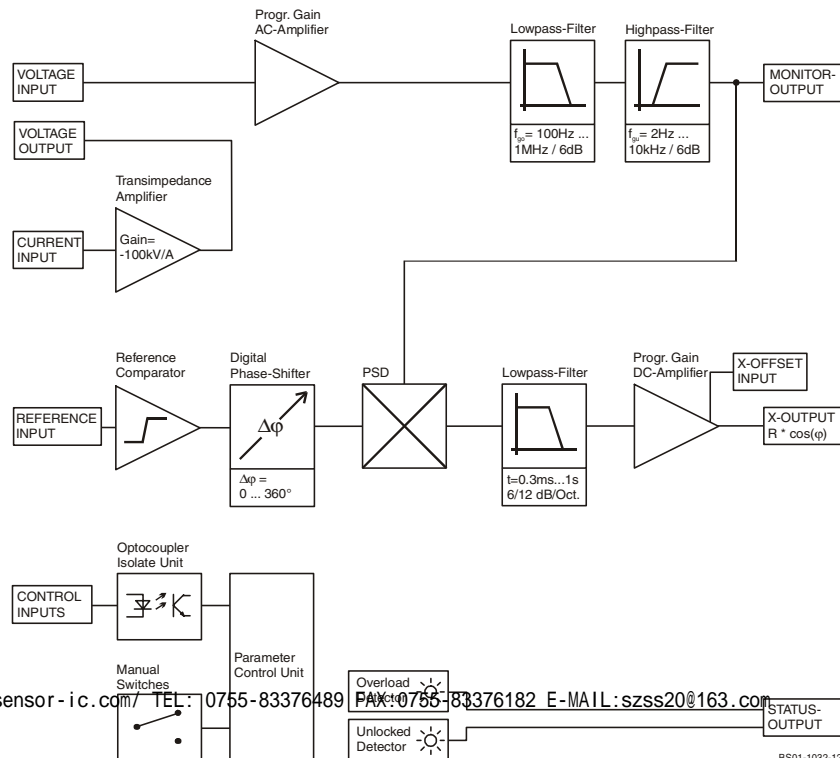 Progr. Gain
AC-Amplifier
Lowpass-Filter
Highpass-Filter
VOLTAGE
INPUT
MONITOR-
OUTPUT
VOLTAGE
OUTPUT
fgo= 100Hz ...
1MHz / 6dB
fgu= 2Hz ...
10kHz / 6dB
Transimpedance
Amplifier
CURRENT
INPUT
Gain=
-100kV/A
Reference
Comparator
Digital
Phase-Shifter
PSD
Lowpass-Filter
Progr. Gain
DC-Amplifier
X-OFFSET
INPUT
REFERENCE
INPUT
Δφ
X-OUTPUT
R * cos(φ)
Δφ =
0 ... 360°
t=0.3ms...1s
6/12 dB/Oct.
Optocoupler
Isolate Unit
CONTROL
INPUTS
Manual
Switches
Parameter
Control Unit
Overload
Detector
sensor-ic.com/ TEL: 0755-83376489 FAX:0755-83376182 E-MAIL:szss20@163.com
STATUS-
OUTPUT
Unlocked
Detector